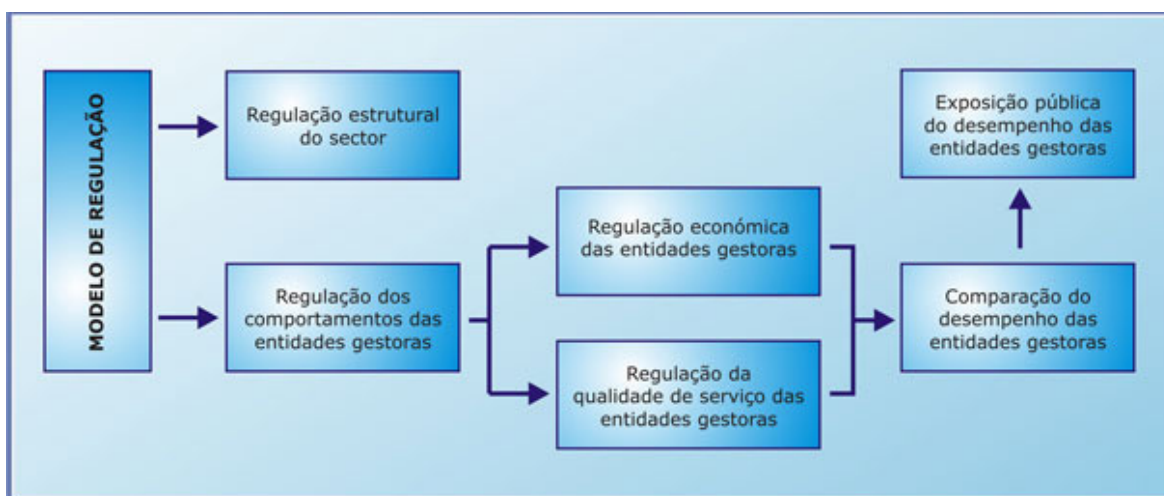 MODELO DE REGULAÇÃO
Regulação estrutural
do sector
Regulação dos
comportamentos das
entidades gestoras
Regulação económica
das entidades gestoras
Regulação da
qualidade de serviço das
entidades gestoras
Comparação do
desempenho das
entidades gestoras
Exposição pública
do desempenho das
entidades gestoras